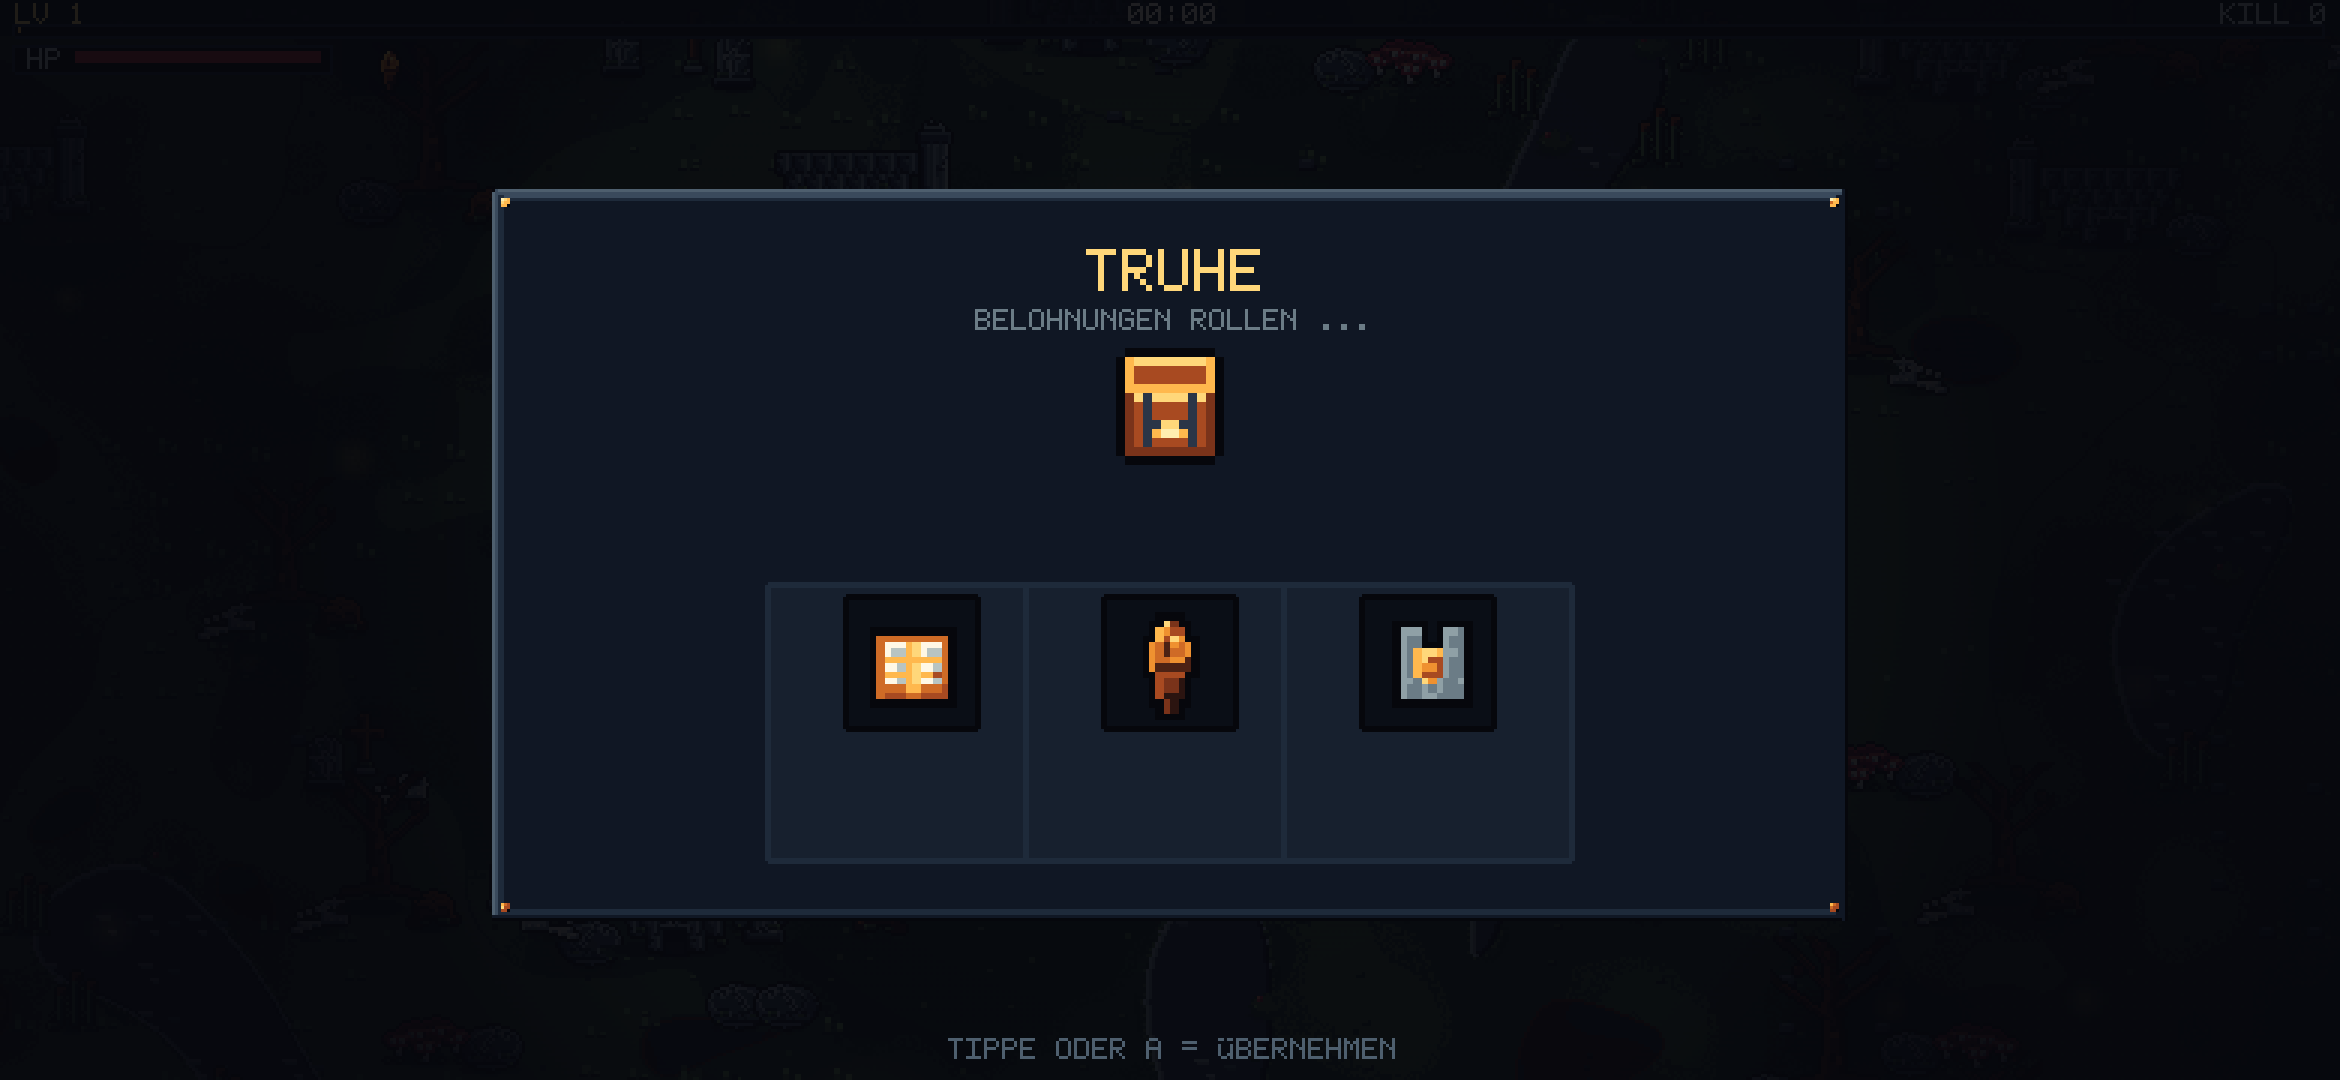 LV 1
00:00
KILL 0
HP
TRUHE
BELOHNUNGEN ROLLEN ...
TIPPE ODER A = üBERNEHMEN